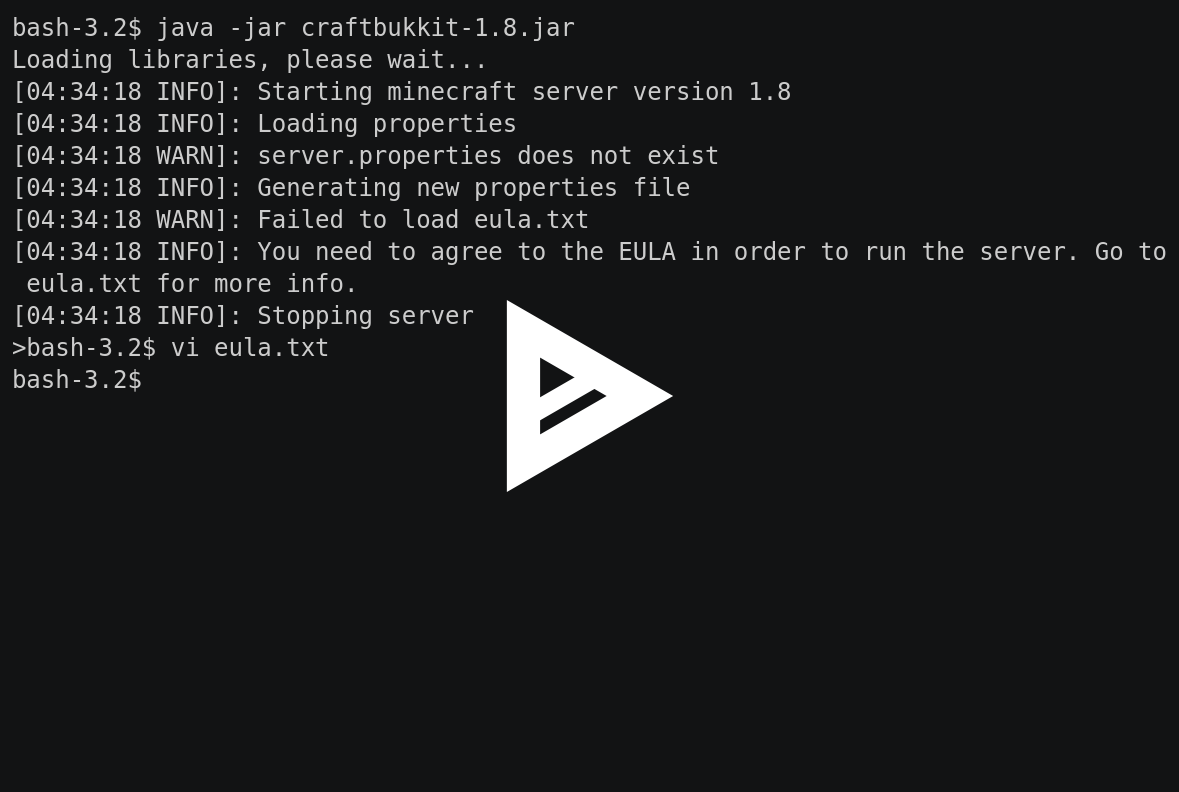 bash-3.2$ java -jar craftbukkit-1.8.jar
Loading libraries, please wait...
[04:34:18 INFO]: Starting minecraft server version 1.8
[04:34:18 INFO]: Loading properties
[04:34:18 WARN]: server.properties does not exist
[04:34:18 INFO]: Generating new properties file
[04:34:18 WARN]: Failed to load eula.txt
[04:34:18 INFO]: You need to agree to the EULA in order to run the server. Go to
 eula.txt for more info.
[04:34:18 INFO]: Stopping server
>bash-3.2$ vi eula.txt
bash-3.2$